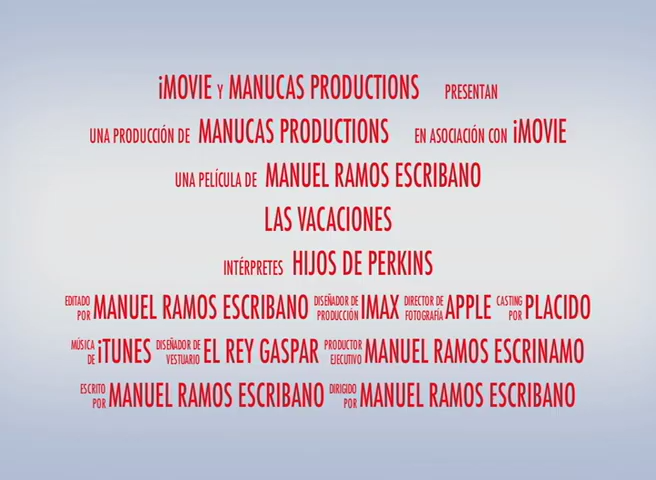 iMOVIE Y MANUCAS PRODUCTIONS PRESENTAN
UNA PRODUCCIÓN DE MANUCAS PRODUCTIONS EN ASOCIACIÓN CON iMOVIE
UNA PELÍCULA DE MANUEL RAMOS ESCRIBANO
LAS VACACIONES
INTÉRPRETES HIJOS DE PERKINS
EDITADO POR MANUEL RAMOS ESCRIBANO DISEÑADOR DE PRODUCCIÓN IMAX DIRECTOR DE FOTOGRAFÍA APPLE CASTING POR PLACIDO
MÚSICA DE iTUNES DISEÑADOR DE VESTUARIO EL REY GASPAR PRODUCTOR EJECUTIVO MANUEL RAMOS ESCRINAMO
ESCRITO POR MANUEL RAMOS ESCRIBANO DIRIGIDO POR MANUEL RAMOS ESCRIBANO